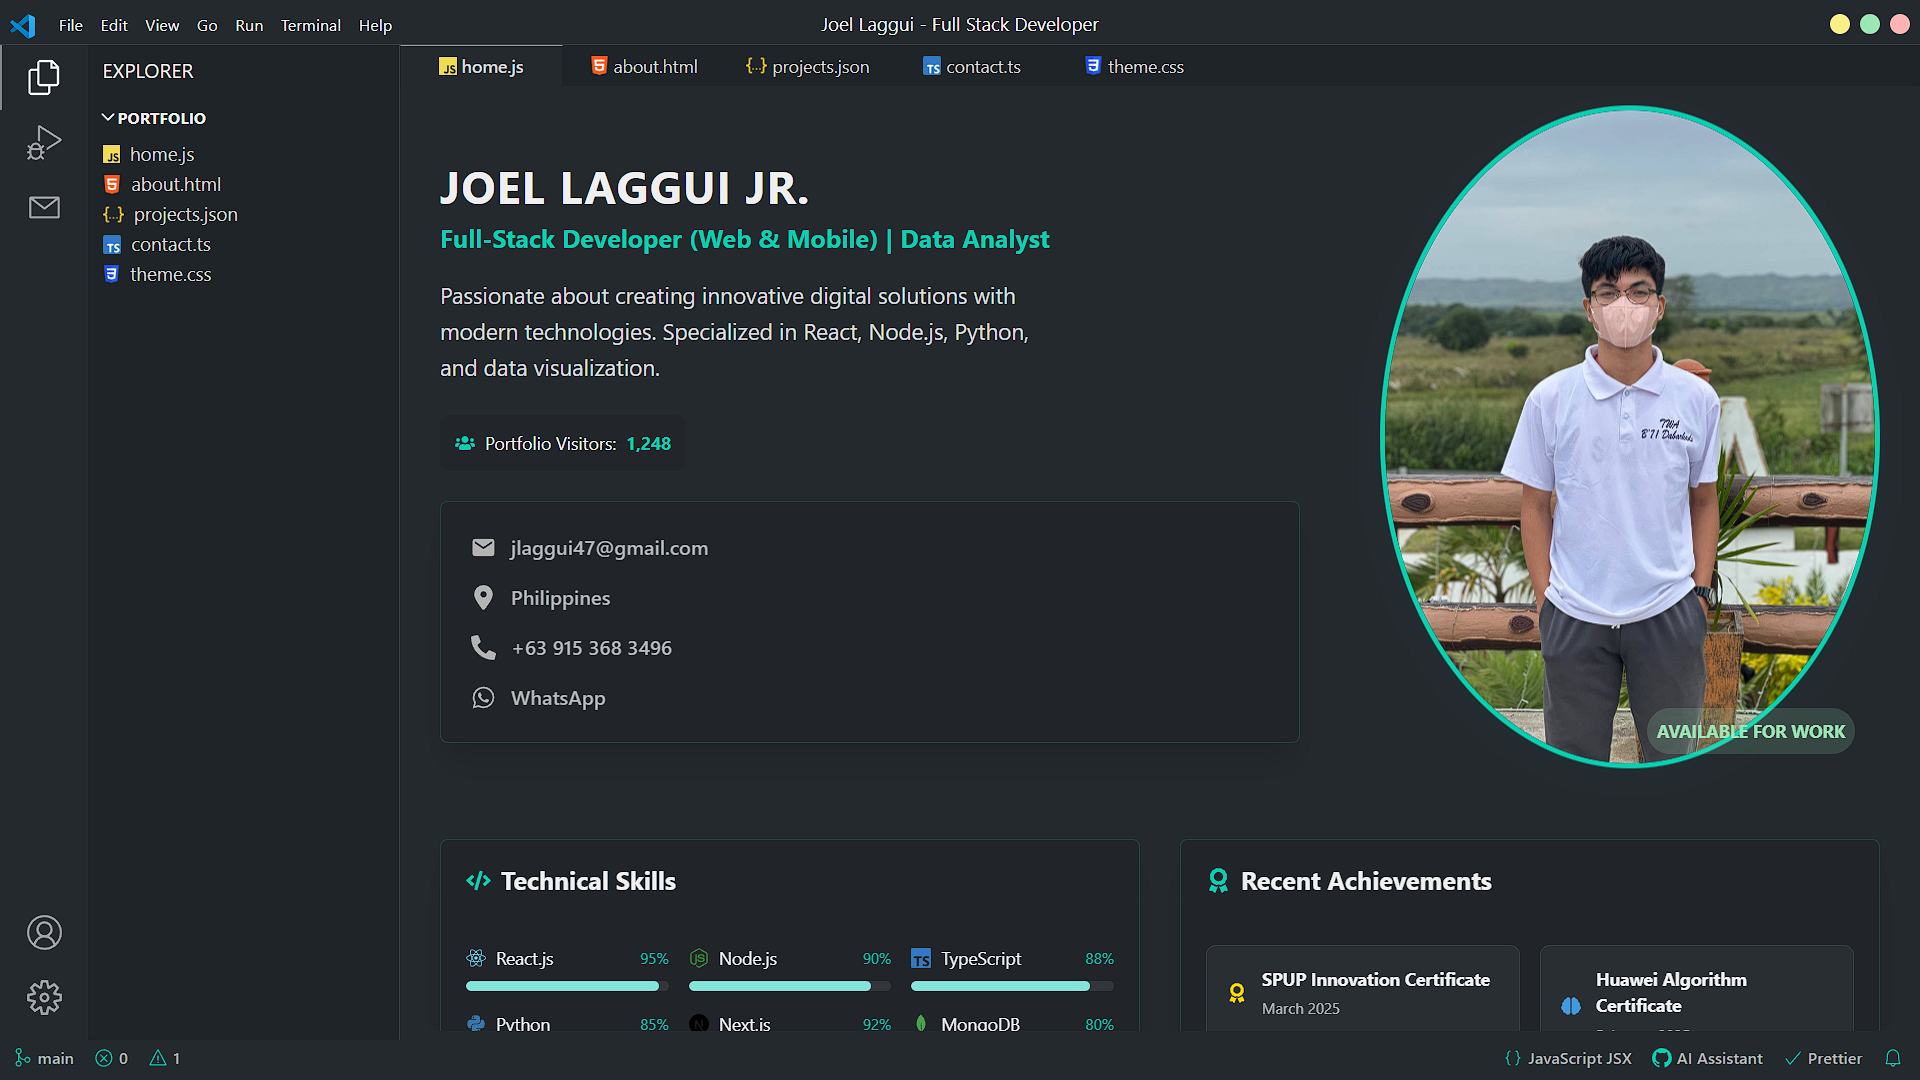 File Edit View Go Run Terminal Help
Joel Laggui - Full Stack Developer
EXPLORER
PORTFOLIO
home.js
about.html
projects.json
contact.ts
theme.css
home.js about.html projects.json contact.ts theme.css
JOEL LAGGUI JR.
Full-Stack Developer (Web & Mobile) | Data Analyst
Passionate about creating innovative digital solutions with
modern technologies. Specialized in React, Node.js, Python,
and data visualization.
Portfolio Visitors: 1,248
jlaggui47@gmail.com
Philippines
+63 915 368 3496
WhatsApp
TWA
B'71 Dabarkads
AVAILABLE FOR WORK
Technical Skills
React.js 95% Node.js 90% TypeScript 88%
Python 85% Next.js 92% MongoDB 80%
Recent Achievements
SPUP Innovation Certificate
March 2025
Huawei Algorithm
Certificate
main 0 1
JavaScript JSX AI Assistant Prettier